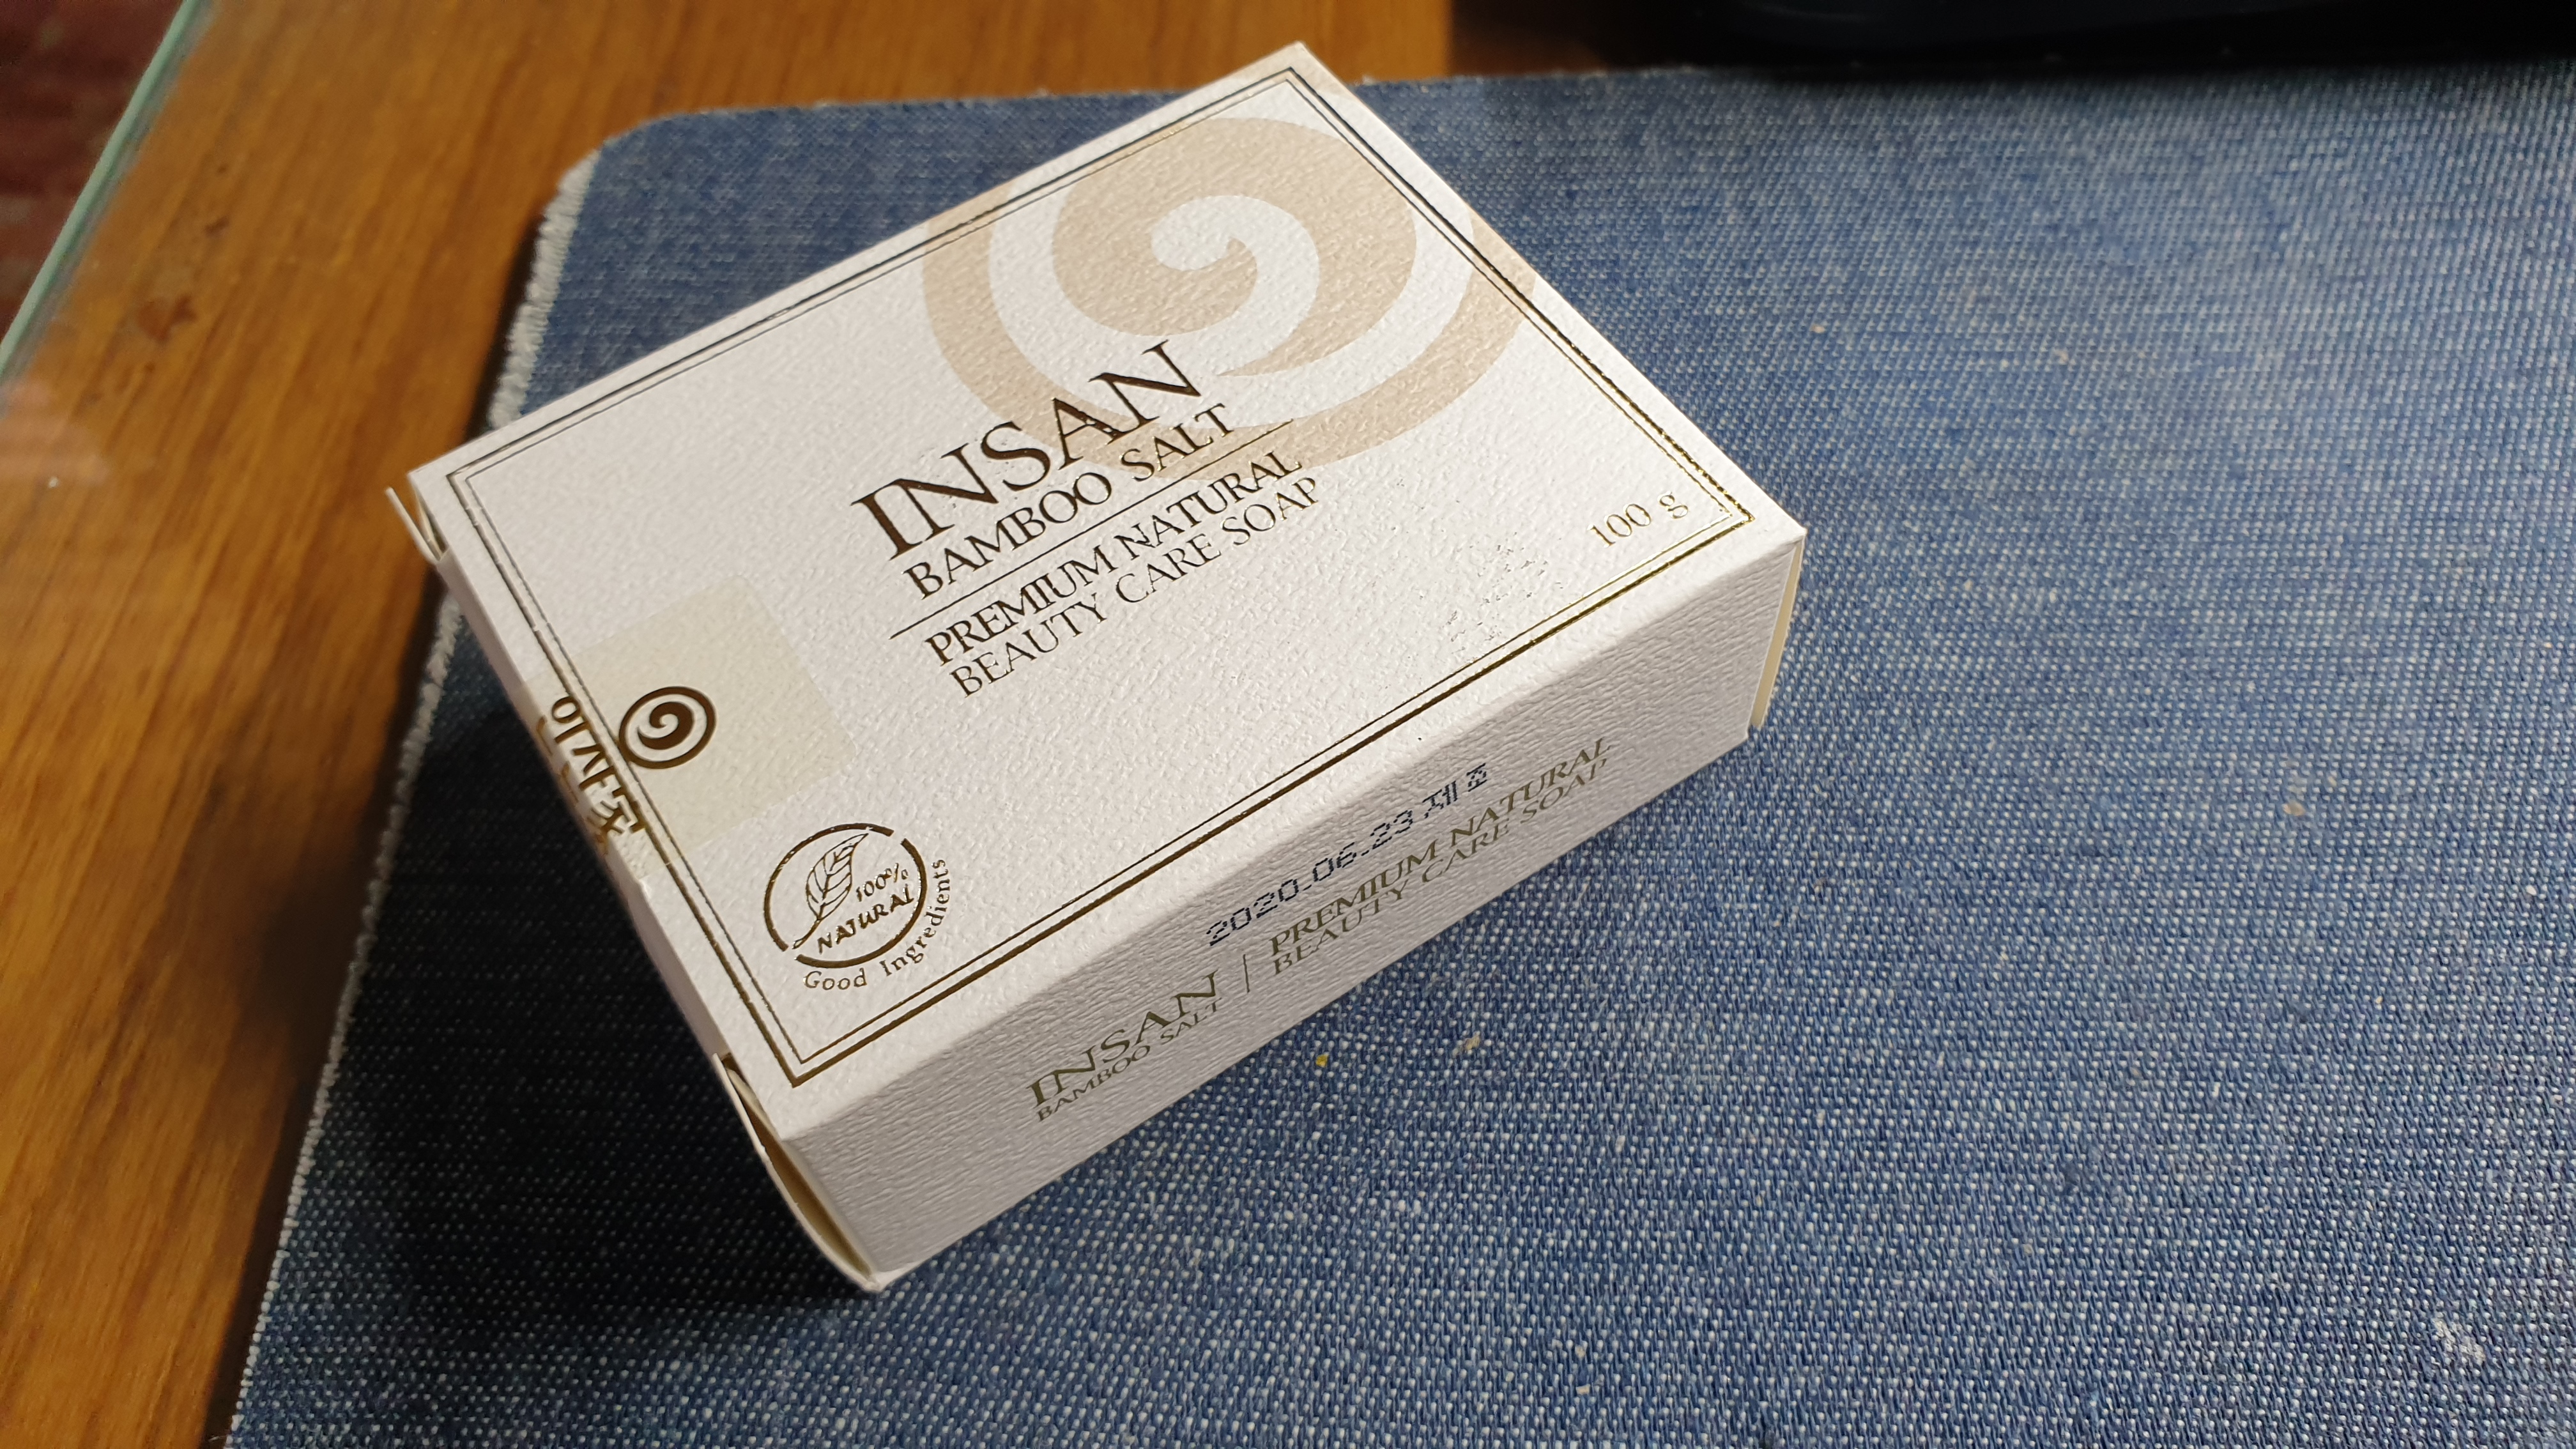 INSAN
BAMBOO SALT
PREMIUM NATURAL
BEAUTY CARE SOAP
100 g
인산家
100%
NATURAL
Good Ingredients
2020.06.23 제조
INSAN
BAMBOO SALT
PREMIUM NATURAL
BEAUTY CARE SOAP